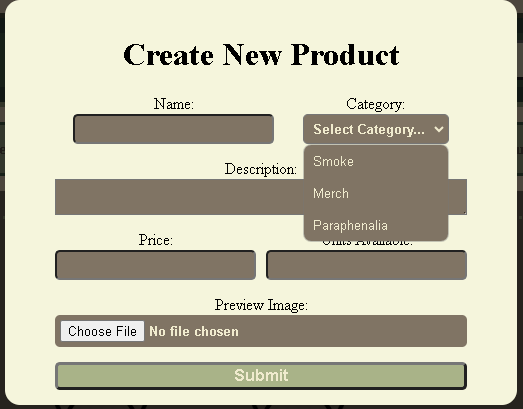 Create New Product
Name:
Category:
Select Category...
Smoke
Merch
Paraphenalia
Description:
Price:
Units Available:
Preview Image:
Choose File No file chosen
Submit